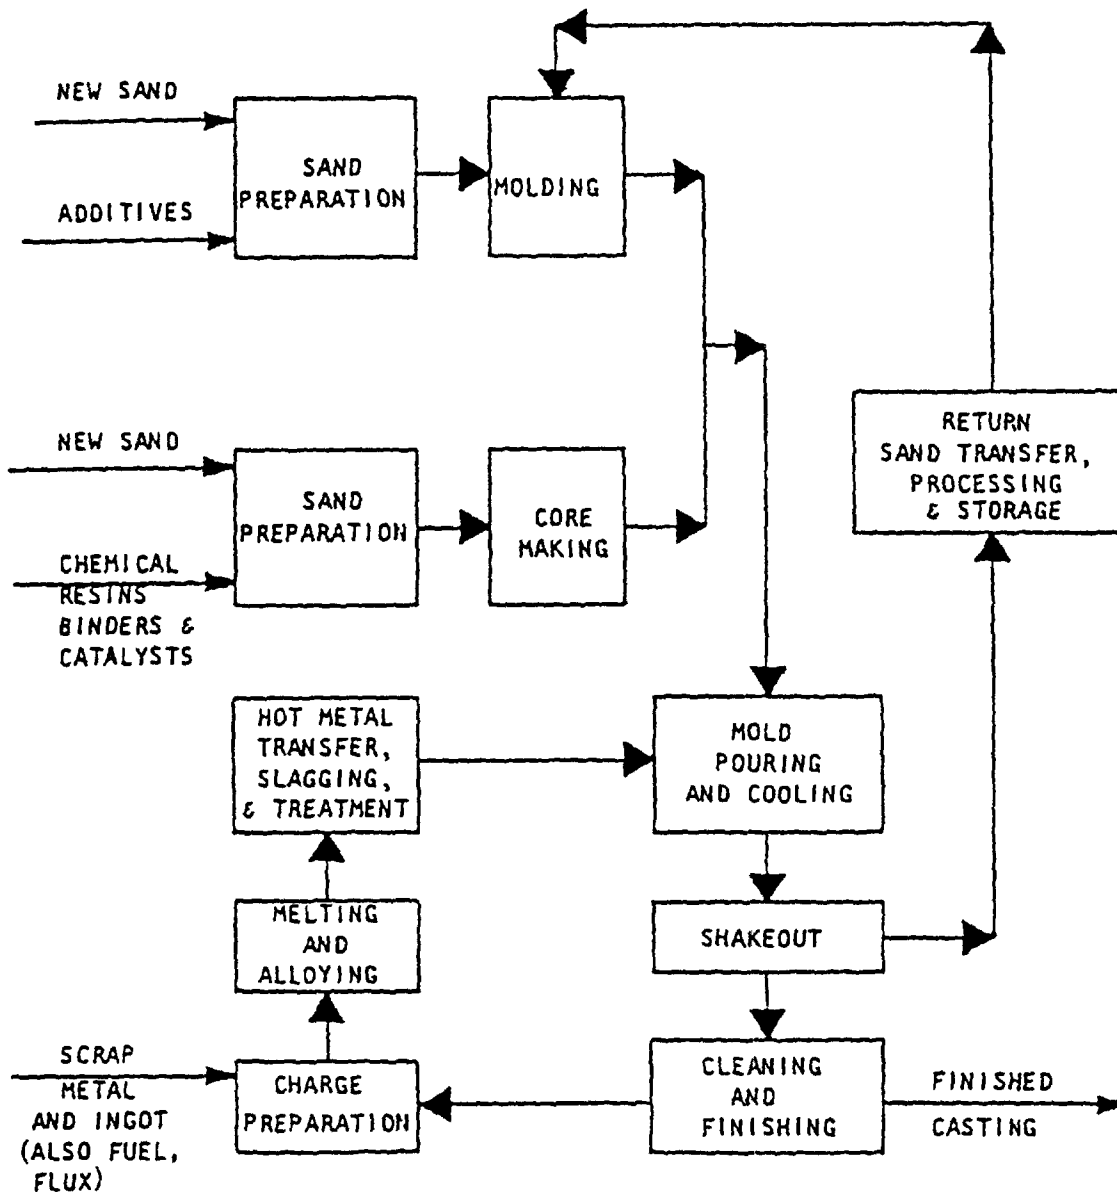 NEW SAND
ADDITIVES
SAND
PREPARATION
MOLDING
NEW SAND
CHEMICAL
RESINS
BINDERS &
CATALYSTS
SAND
PREPARATION
CORE
MAKING
RETURN
SAND TRANSFER,
PROCESSING
& STORAGE
HOT METAL
TRANSFER,
SLAGGING,
& TREATMENT
MOLD
POURING
AND COOLING
MELTING
AND
ALLOYING
SHAKEOUT
SCRAP
METAL
AND INGOT
(ALSO FUEL,
FLUX)
CHARGE
PREPARATION
CLEANING
AND
FINISHING
FINISHED
CASTING